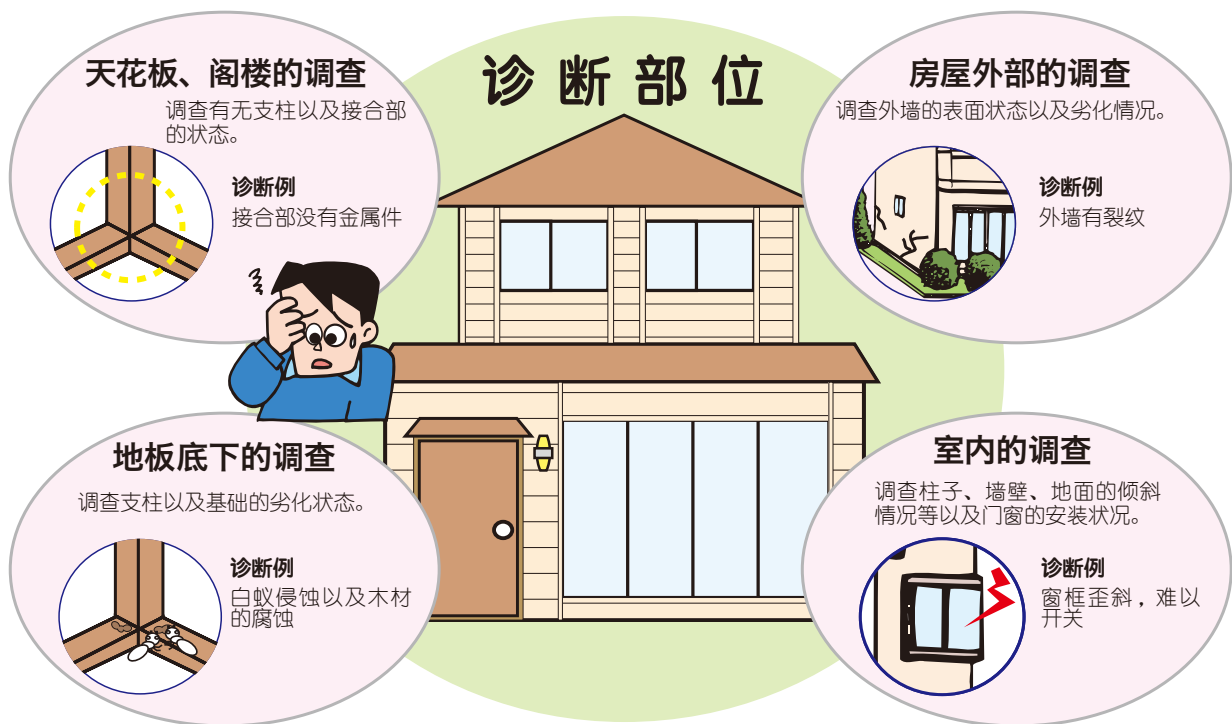 诊断部位
天花板、阁楼的调查
调查有无支柱以及接合部
的状态。
诊断例
接合部没有金属件
房屋外部的调查
调查外墙的表面状态以及劣化情况。
诊断例
外墙有裂纹
地板底下的调查
调查支柱以及基础的劣化状态。
诊断例
白蚁侵蚀以及木材
的腐蚀
室内的调查
调查柱子、墙壁、地面的倾斜
情况等以及门窗的安装状况。
诊断例
窗框歪斜，难以
开关